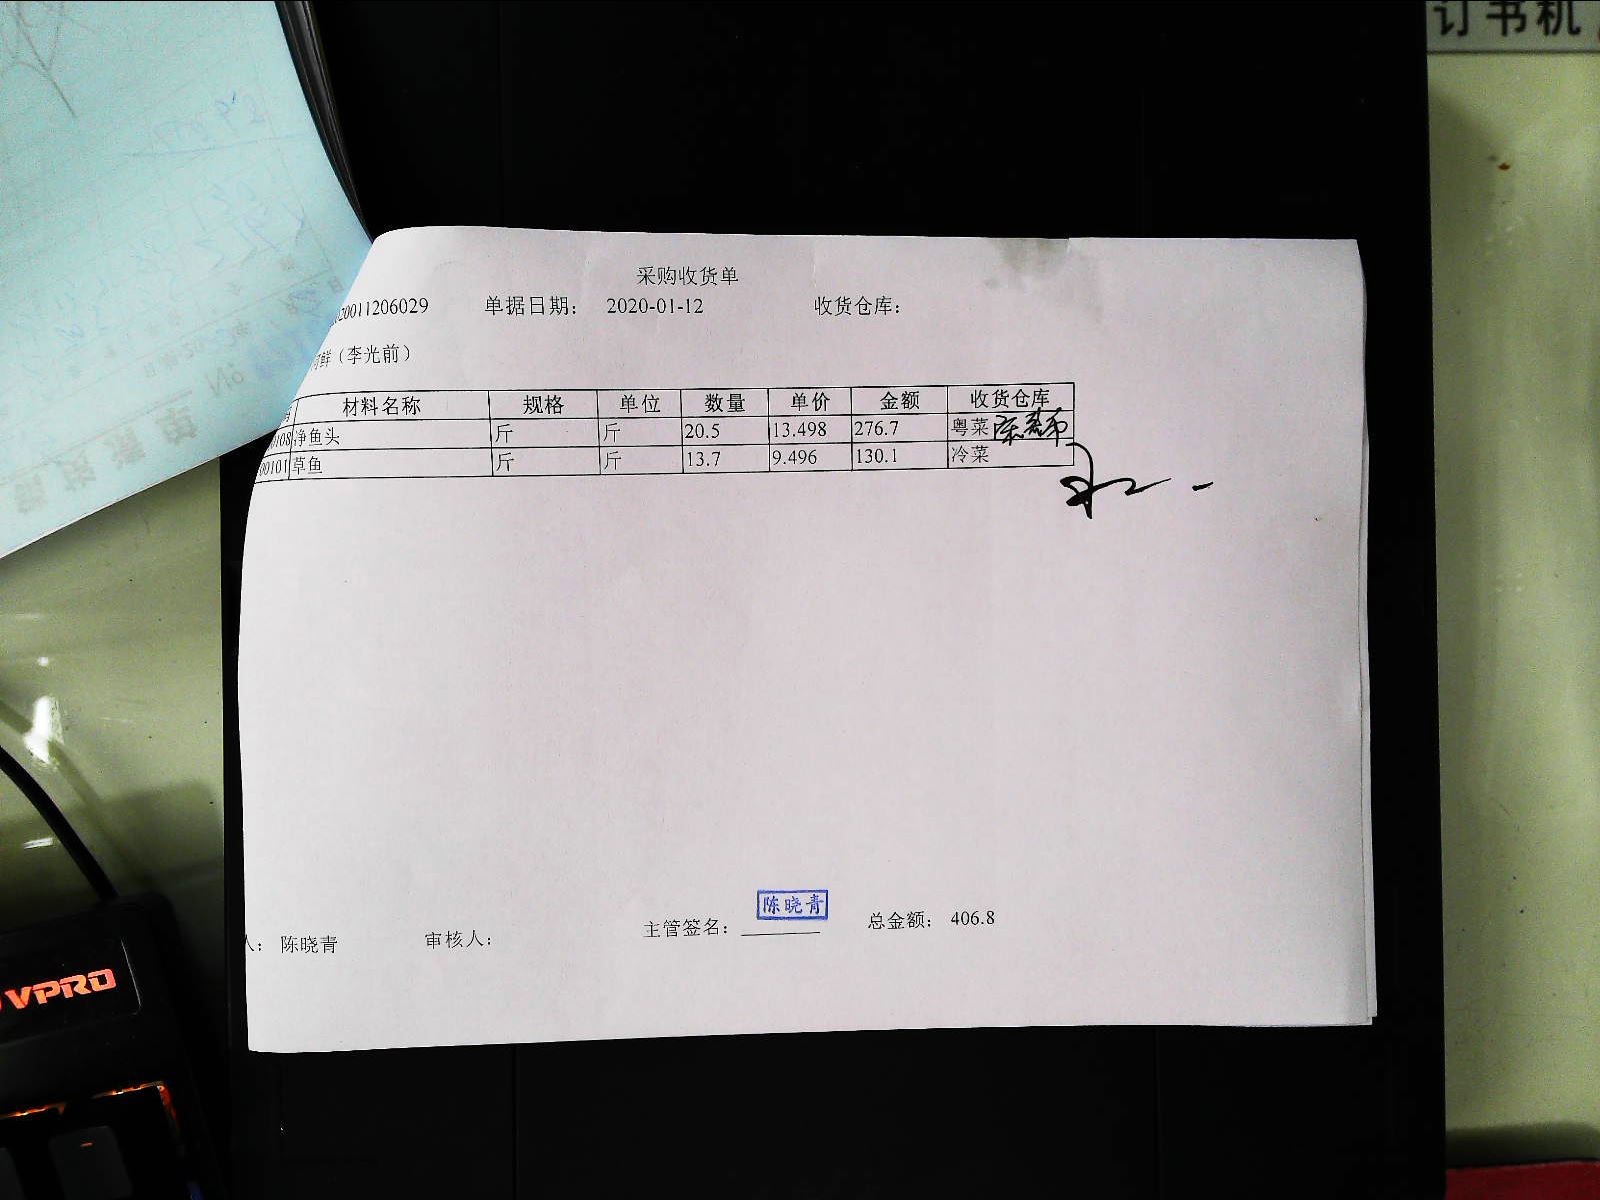 订书机
采购收货单
20011206029 单据日期： 2020-01-12 收货仓库：
河鲜（李光前）
材料名称 规格 单位 数量 单价 金额 收货仓库
0108 净鱼头 斤 斤 20.5 13.498 276.7 粤菜
00101 草鱼 斤 斤 13.7 9.496 130.1 冷菜
陈晓青
人： 陈晓青 审核人： 主管签名： 总金额： 406.8
VPRO